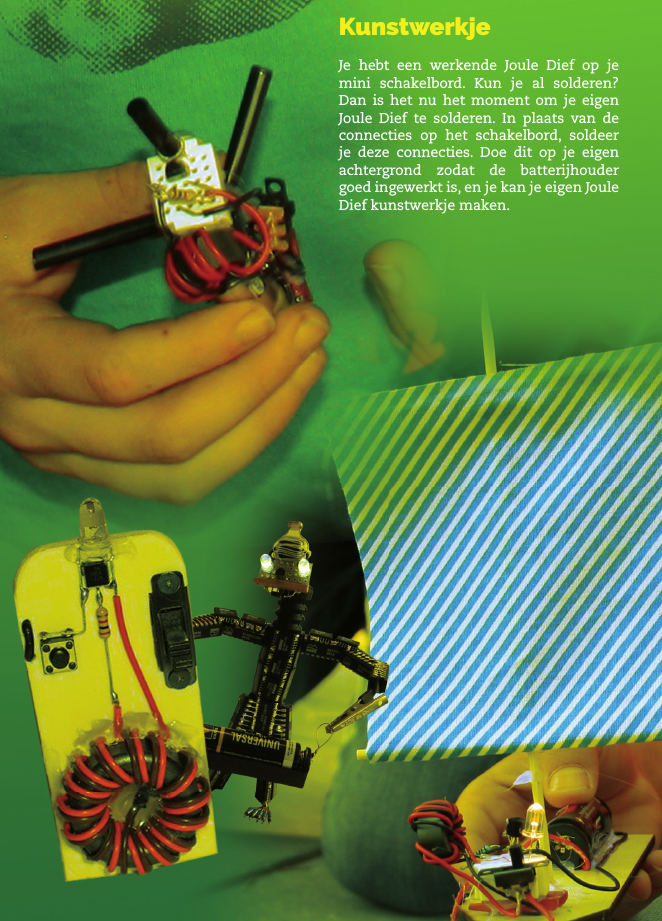 Kunstwerkje
Je hebt een werkende Joule Dief op je
mini schakelbord. Kun je al solderen?
Dan is het nu het moment om je eigen
Joule Dief te solderen. In plaats van de
connecties op het schakelbord, soldeer
je deze connecties. Doe dit op je eigen
achtergrond zodat de batterijhouder
goed ingewerkt is, en je kan je eigen Joule
Dief kunstwerkje maken.
UNIVERSAL